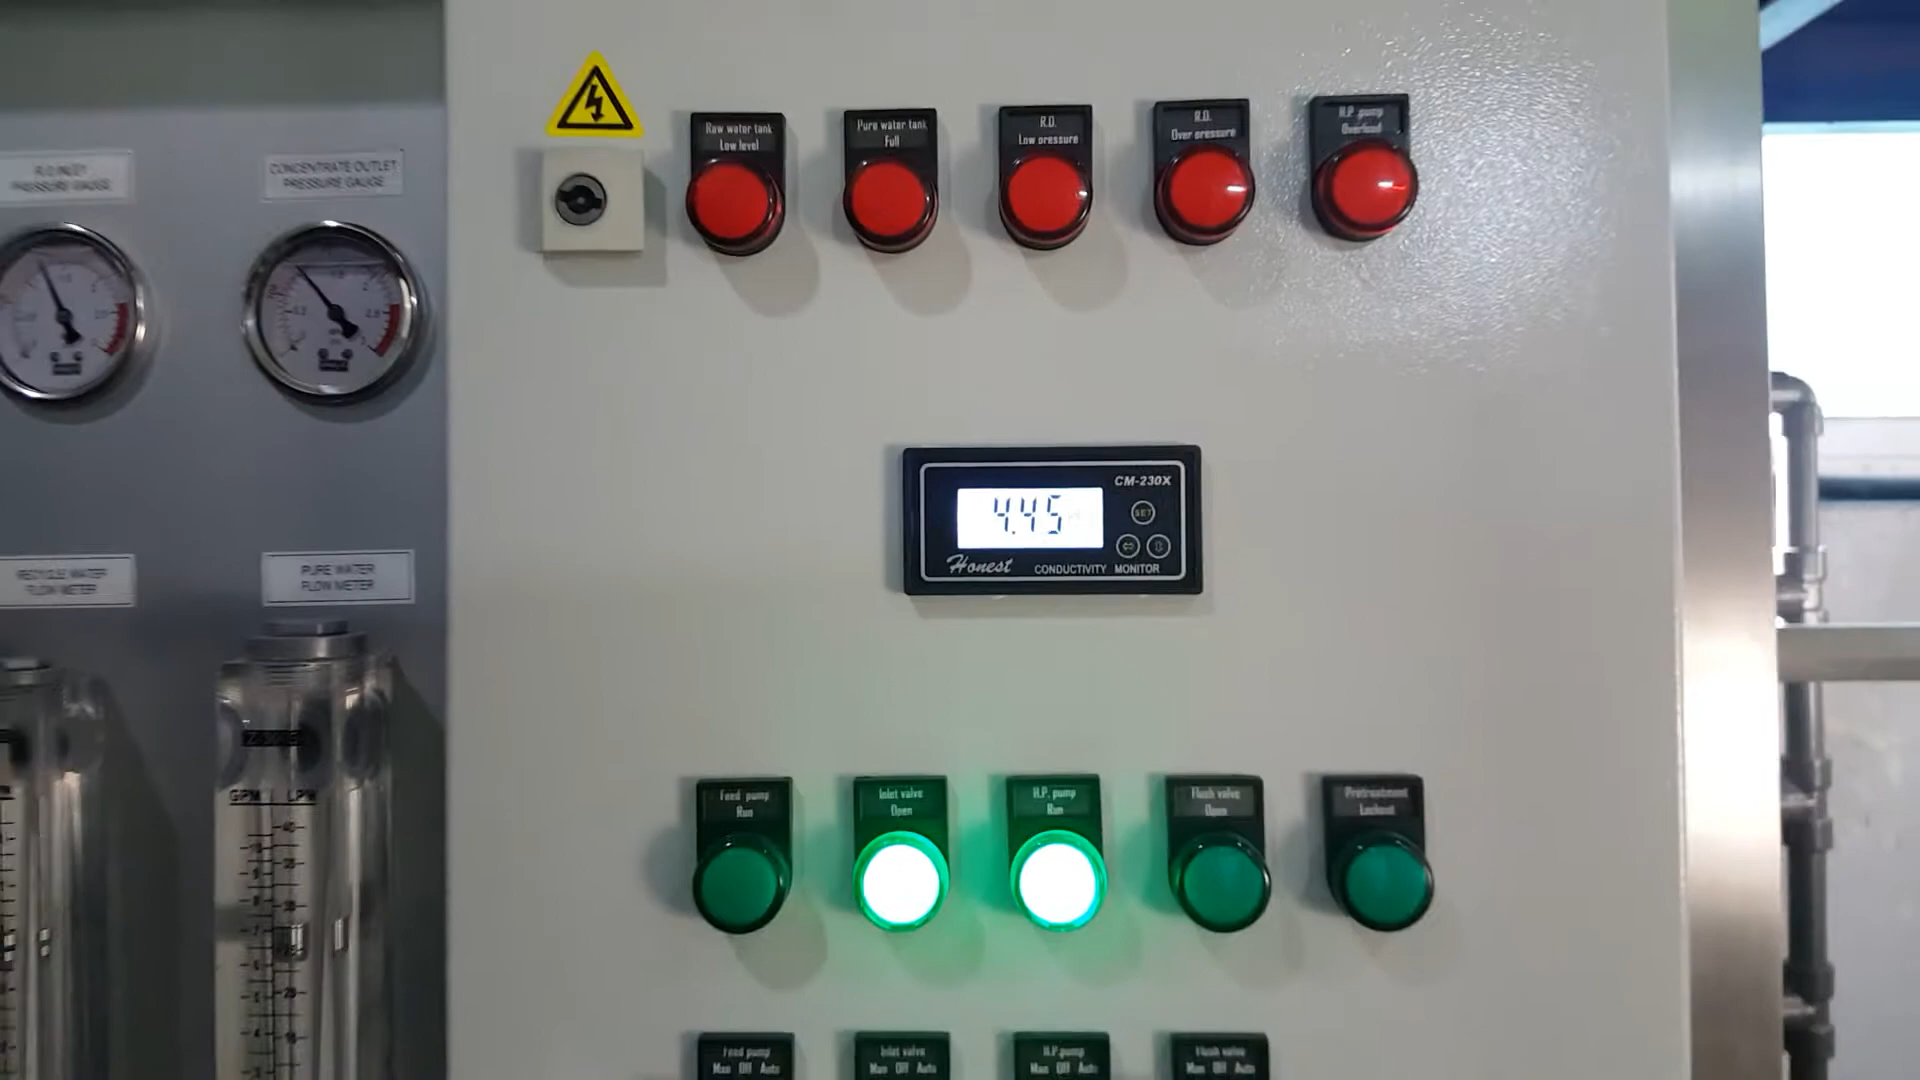 R.O INLET
PRESSURE GAUGE
CONCENTRATE OUTLET
PRESSURE GAUGE
Raw water tank
Low level
Pure water tank
Full
R.O.
Low pressure
R.O.
Over pressure
H.P. pump
Overload
CM-230X
4.45
SET
Honest
CONDUCTIVITY MONITOR
RECYCLE WATER
FLOW METER
PURE WATER
FLOW METER
GPM LPM
Feed pump
Run
Inlet valve
Open
H.P. pump
Run
Flush valve
Open
Pretreatment
Lockout
Feed pump
Man Off Auto
Inlet valve
Man Off Auto
H.P.pump
Man Off Auto
Flush valve
Man Off Auto